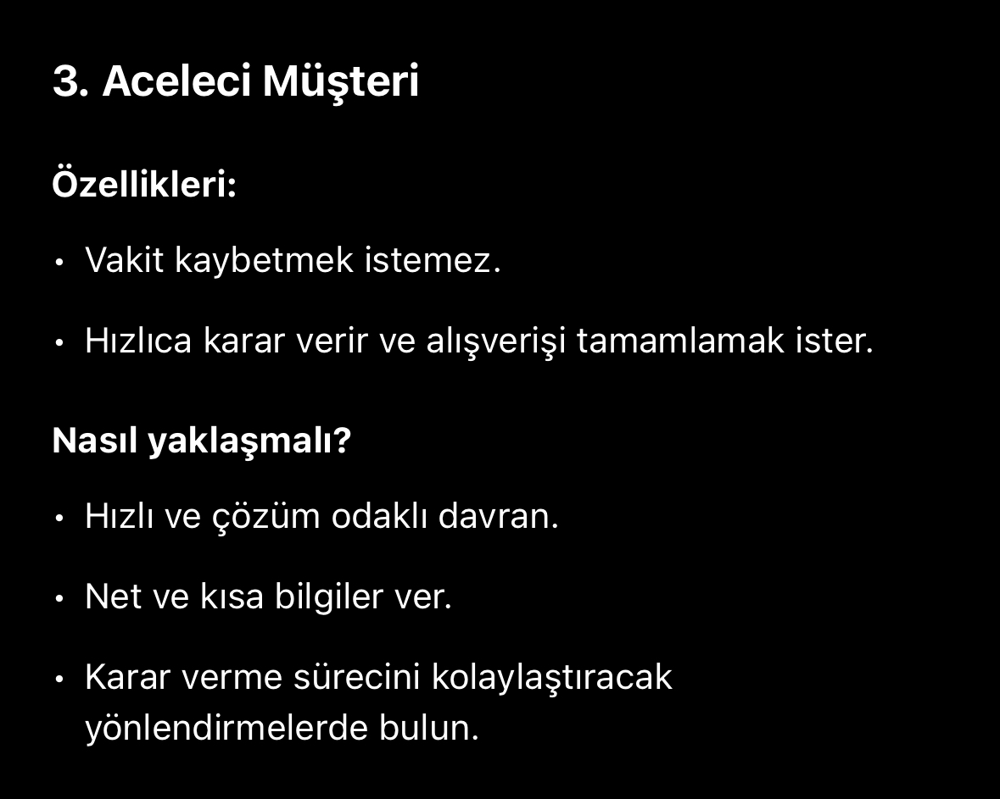 3. Aceleci Müşteri
Özellikleri:
• Vakit kaybetmek istemez.
• Hızlıca karar verir ve alışverişi tamamlamak ister.
Nasıl yaklaşmalı?
• Hızlı ve çözüm odaklı davran.
• Net ve kısa bilgiler ver.
• Karar verme sürecini kolaylaştıracak
yönlendirmelerde bulun.